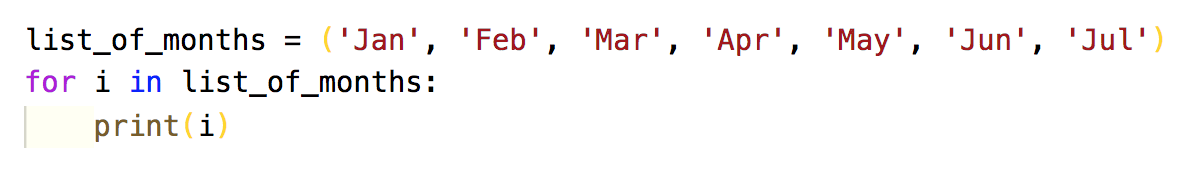 list_of_months = ('Jan', 'Feb', 'Mar', 'Apr', 'May', 'Jun', 'Jul')
for i in list_of_months:
    print(i)